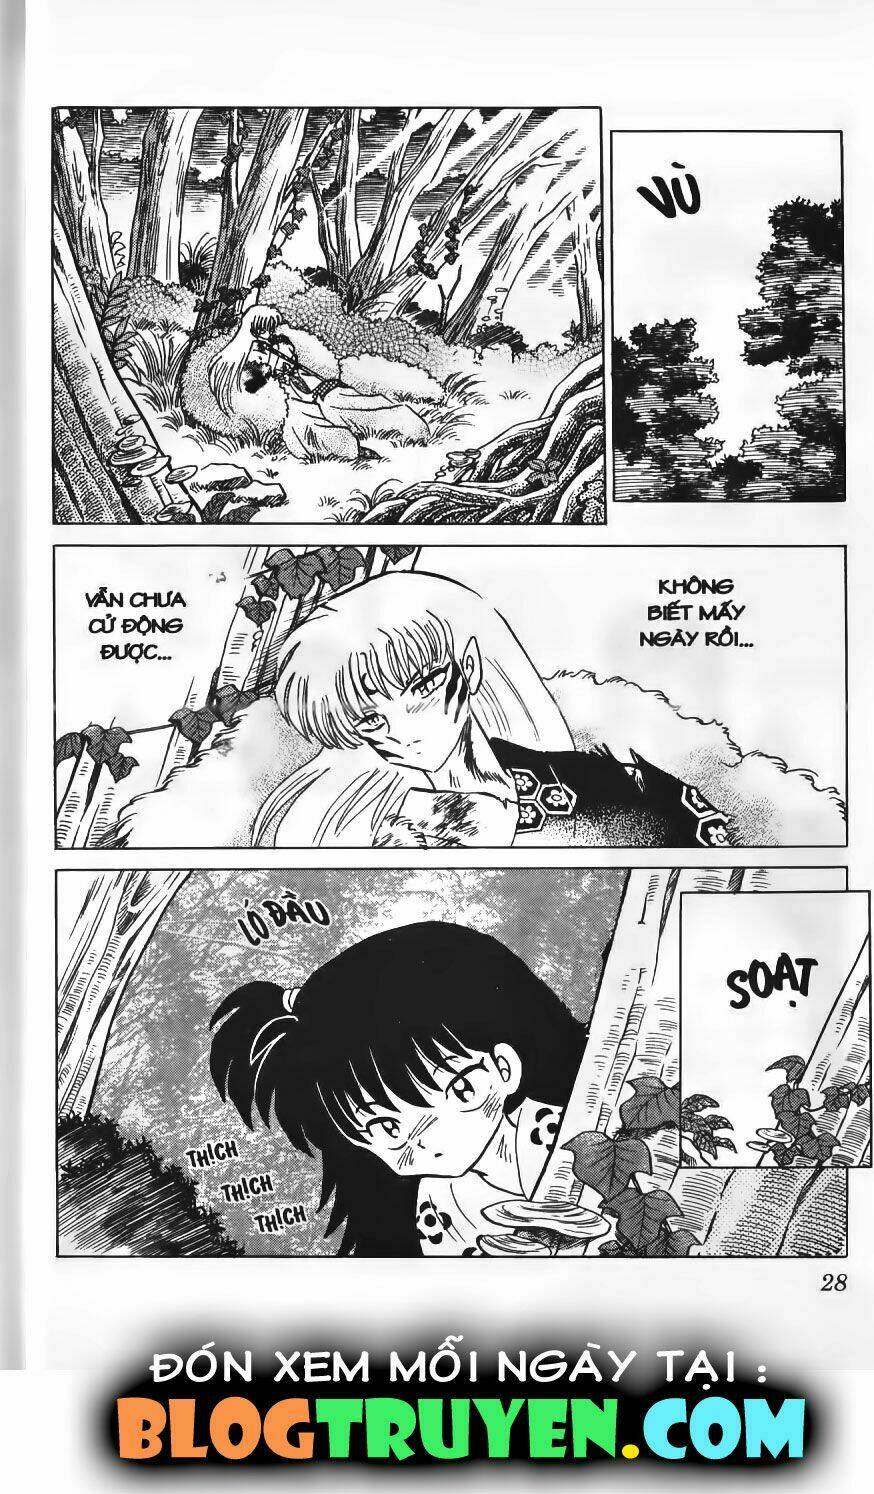 VÙ
KHÔNG
BIẾT MẤY
NGÀY RỒI...
VẪN CHƯA
CỬ ĐỘNG
ĐƯỢC...
SOẠT
LÓ ĐẦU
THỊCH
THỊCH
THỊCH
28
ĐÓN XEM MỖI NGÀY TẠI :
BLOGTRUYEN.COM